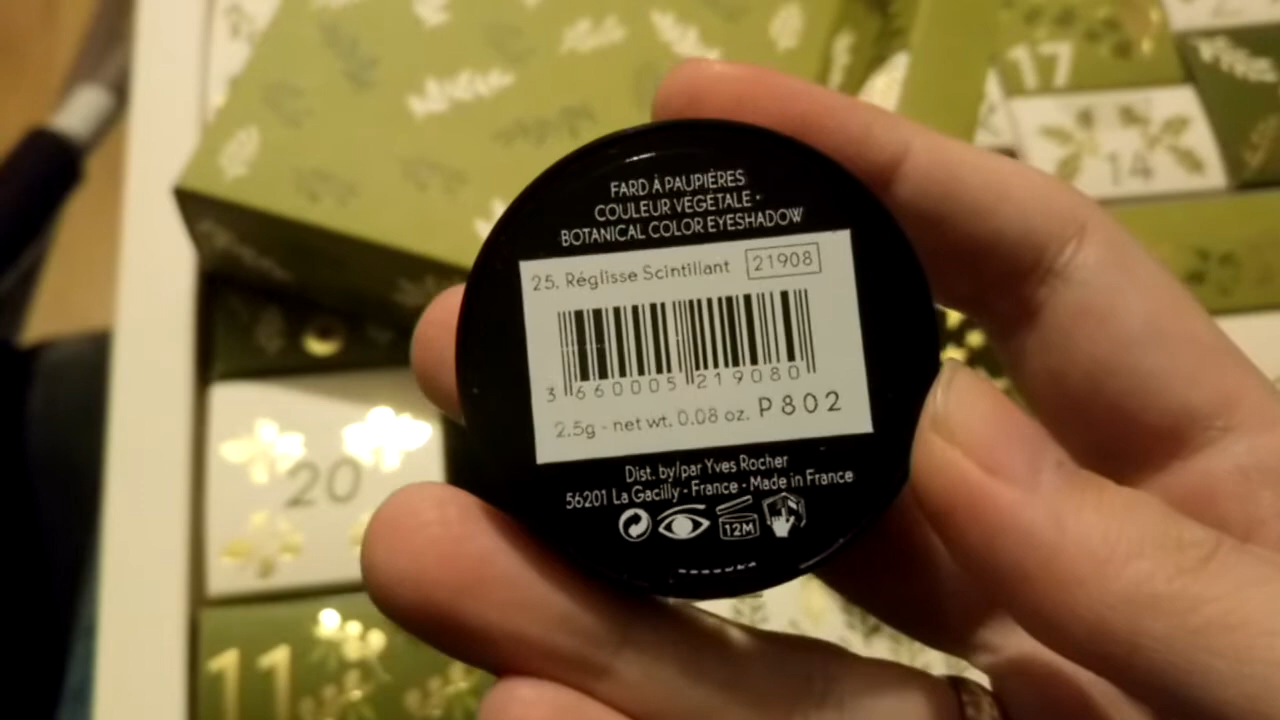 FARD À PAUPIÈRES
COULEUR VÉGÉTALE •
BOTANICAL COLOR EYESHADOW
25. Réglisse Scintillant 21908
3 660005 219080
2.5g - net wt. 0.08 oz. P802
Dist. by/par Yves Rocher
56201 La Gacilly - France - Made in France
12M
17
14
20
11